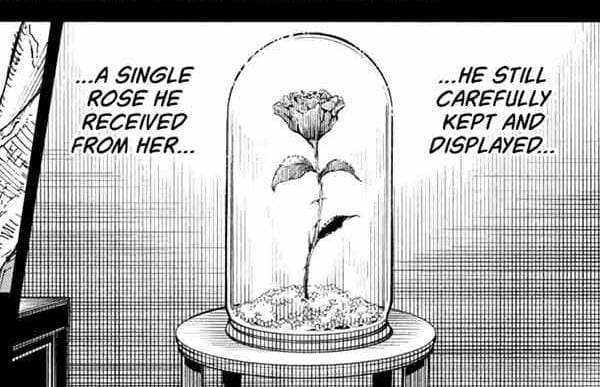 ...HE STILL
CAREFULLY
KEPT AND
DISPLAYED...
...A SINGLE
ROSE HE
RECEIVED
FROM HER...